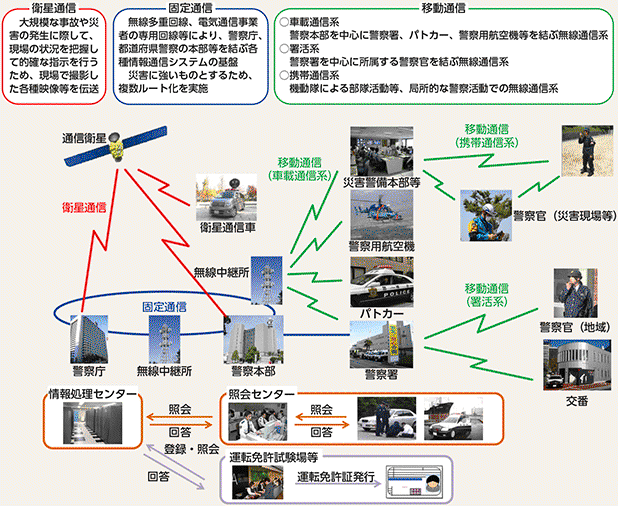 衛星通信
大規模な事故や災
害の発生に際して、
現場の状況を把握し
て的確な指示を行う
ため、現場で撮影し
た各種映像等を伝送
固定通信
無線多重回線、電気通信事業
者の専用回線等により、警察庁、
都道府県警察の本部等を結ぶ各
種情報通信システムの基盤
災害に強いものとするため、
複数ルート化を実施
移動通信
○車載通信系
警察本部を中心に警察署、パトカー、警察用航空機等を結ぶ無線通信系
○署活系
警察署を中心に所属する警察官を結ぶ無線通信系
○携帯通信系
機動隊による部隊活動等、局所的な警察活動での無線通信系
通信衛星
衛星通信
衛星通信車
移動通信
(車載通信系)
災害警備本部等
移動通信
(携帯通信系)
警察官(災害現場等)
警察用航空機
無線中継所
固定通信
パトカー
POLICE
移動通信
(署活系)
警察官(地域)
警察庁
無線中継所
警察本部
警察署
交番
情報処理センター
照会
回答
照会センター
照会
回答
登録・照会
回答
運転免許試験場等
運転免許証発行